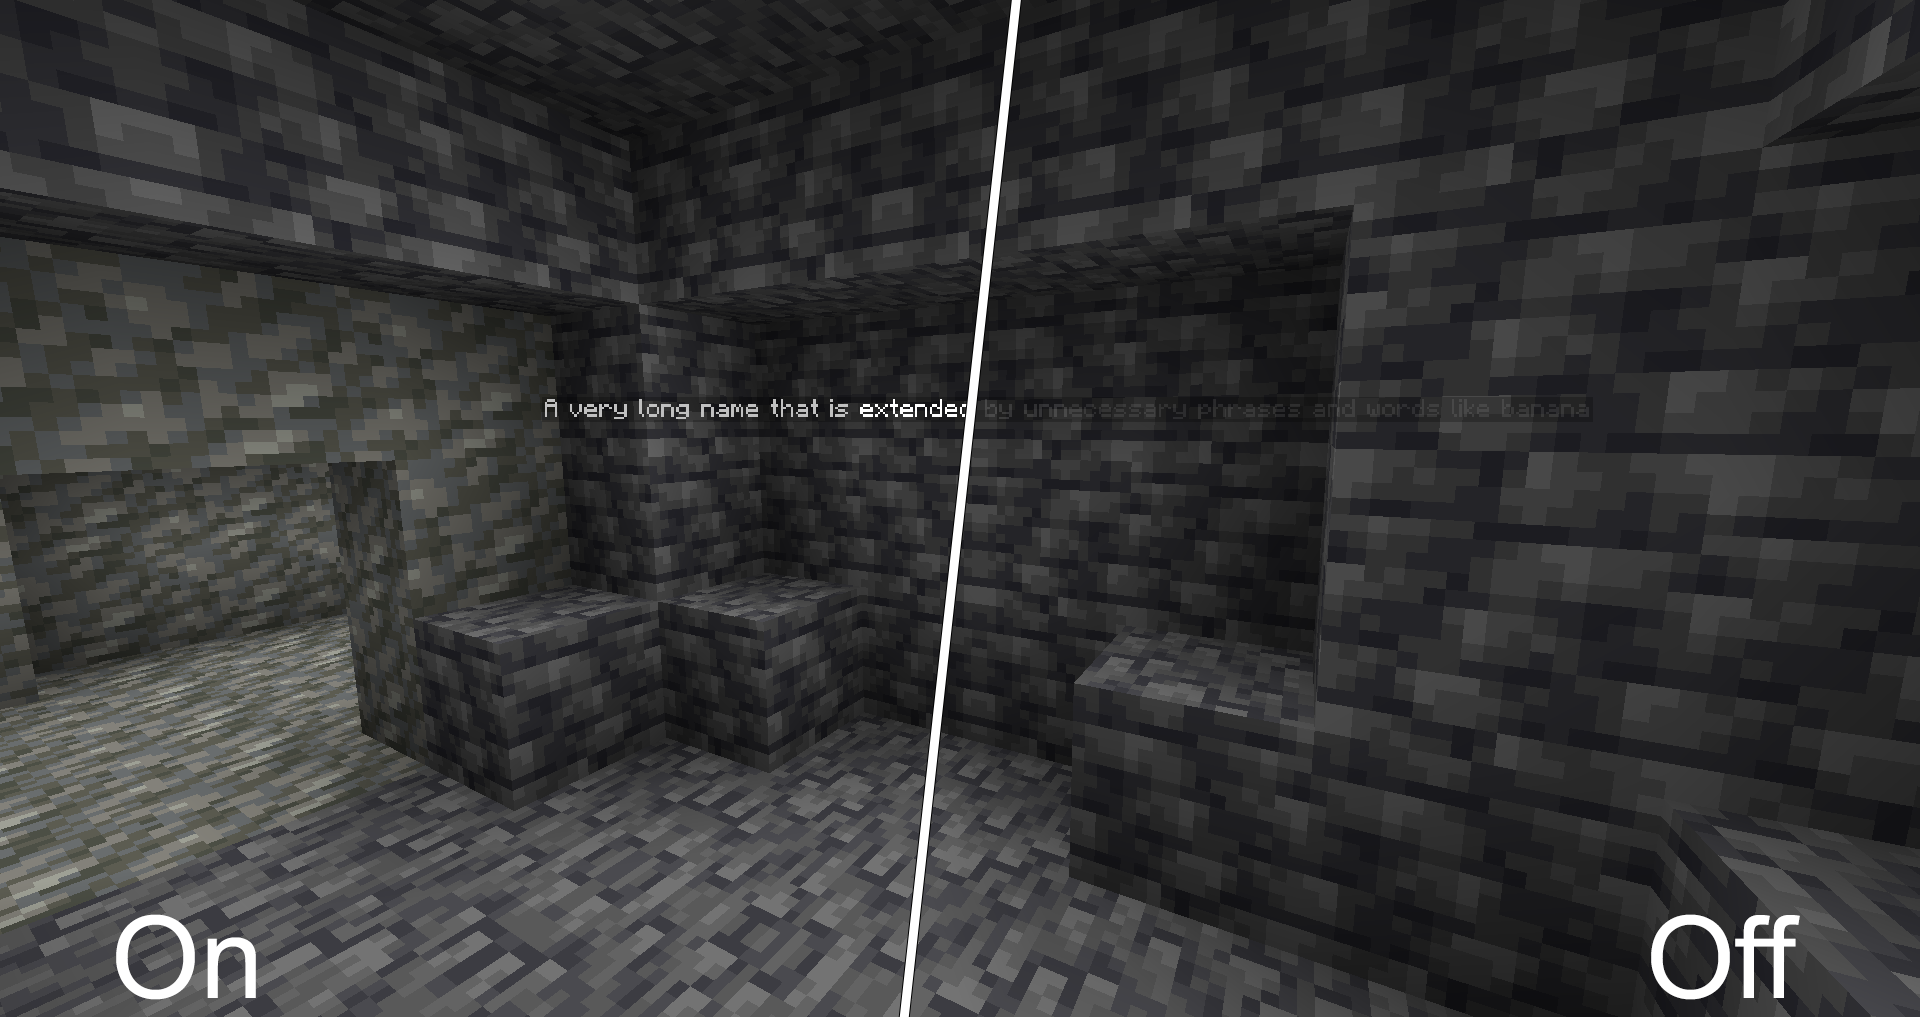 A very long name that is extended by unnecessary phrases and words like banana
On
Off